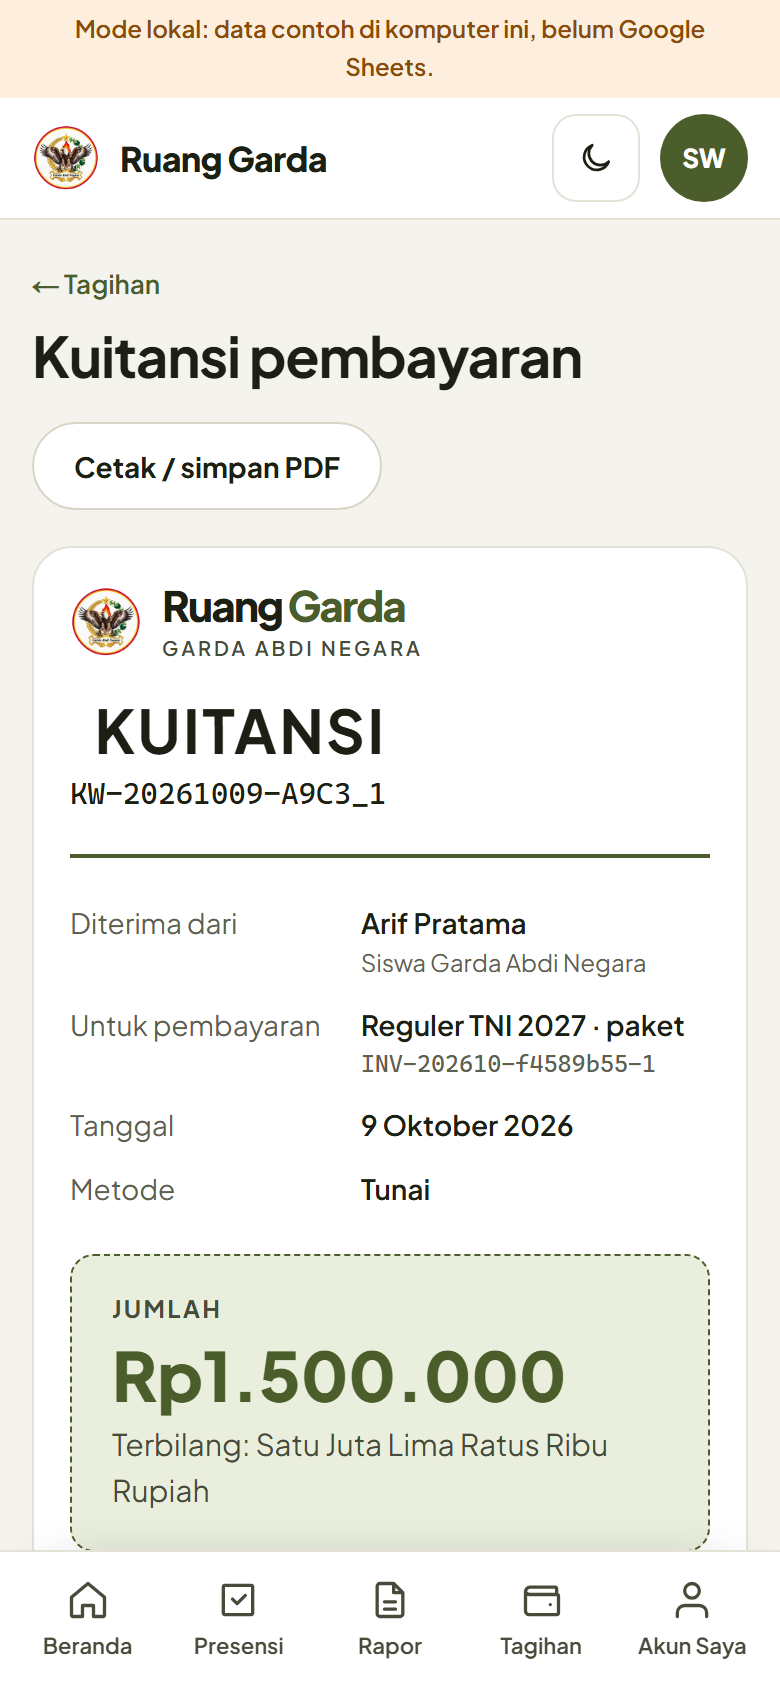 Mode lokal: data contoh di komputer ini, belum Google
Sheets.
Ruang Garda
SW
← Tagihan
Kuitansi pembayaran
Cetak / simpan PDF
Ruang Garda
GARDA ABDI NEGARA
KUITANSI
KW-20261009-A9C3_1
Diterima dari
Arif Pratama
Siswa Garda Abdi Negara
Untuk pembayaran
Reguler TNI 2027 · paket
INV-202610-f4589b55-1
Tanggal
9 Oktober 2026
Metode
Tunai
JUMLAH
Rp1.500.000
Terbilang: Satu Juta Lima Ratus Ribu
Rupiah
Beranda
Presensi
Rapor
Tagihan
Akun Saya